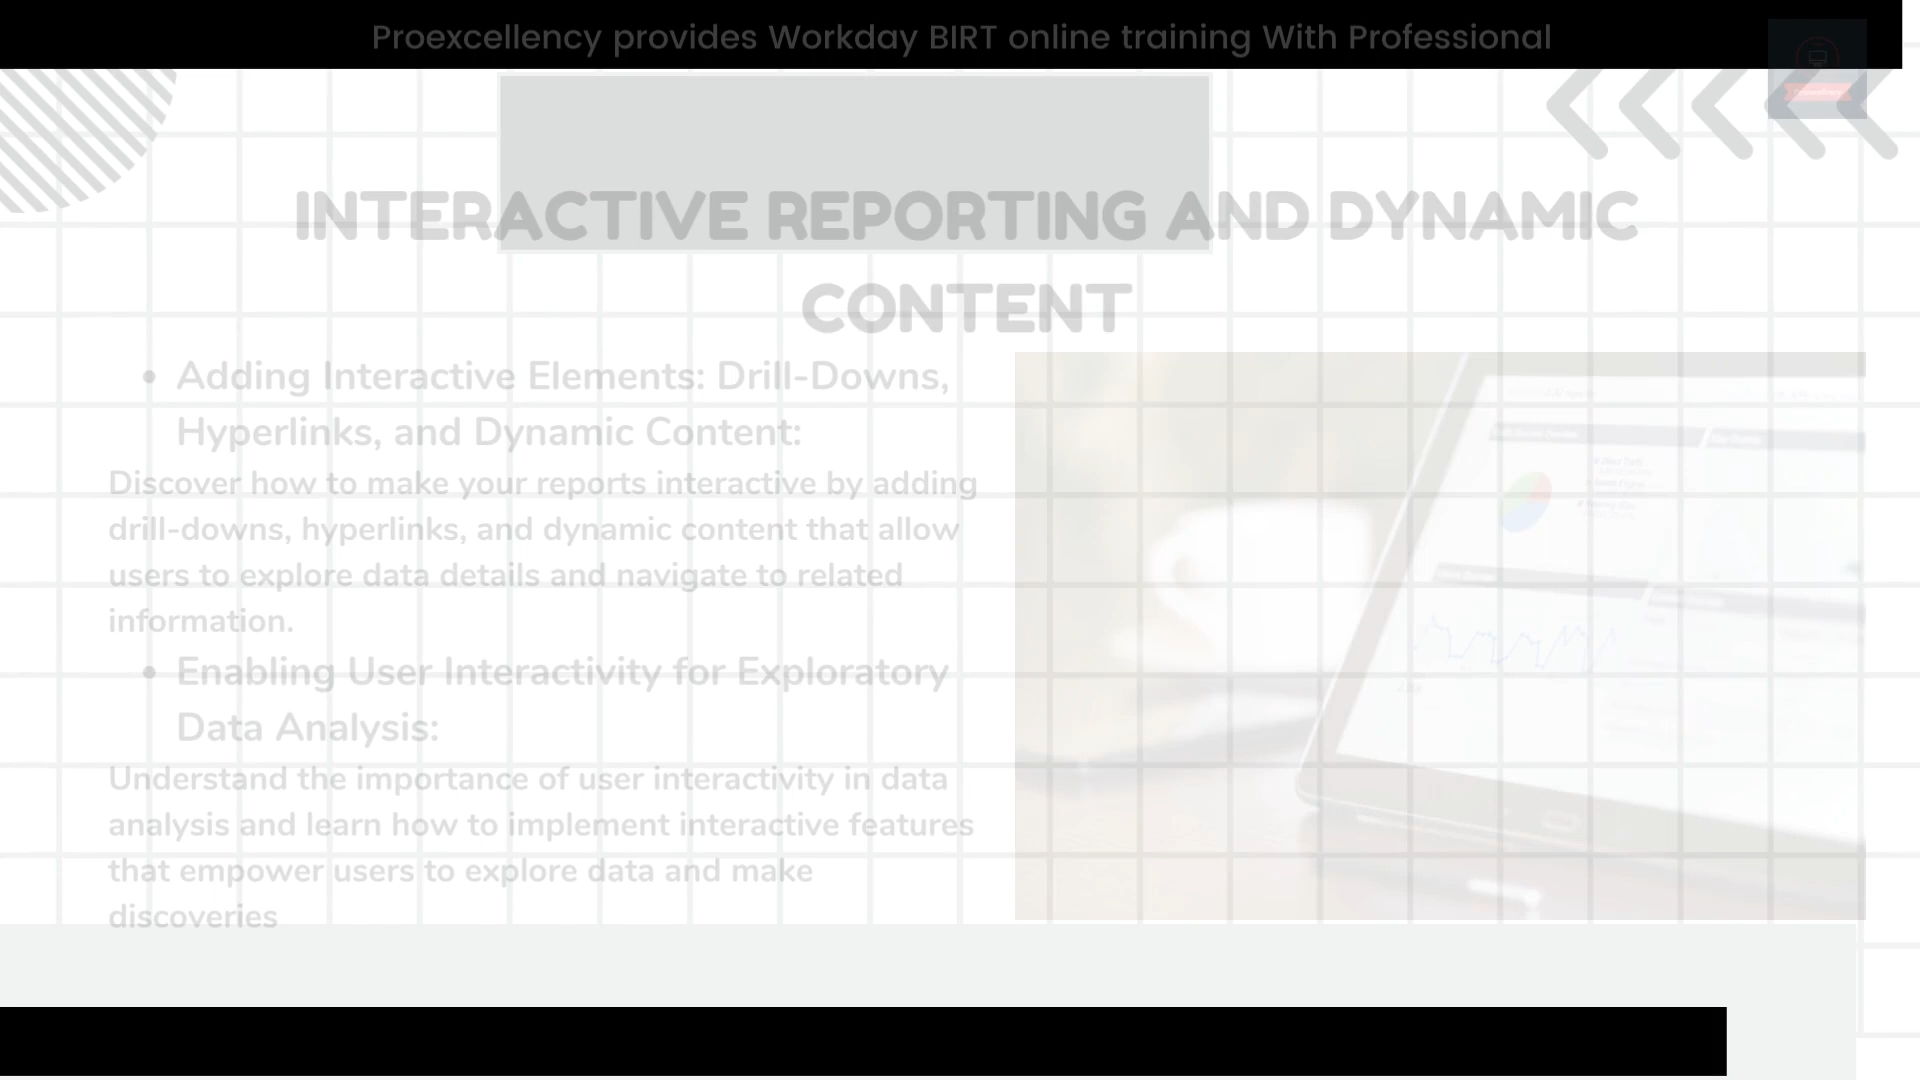 Proexcellency provides Workday BIRT online training With Professional
INTERACTIVE REPORTING AND DYNAMIC
CONTENT
• Adding Interactive Elements: Drill-Downs,
Hyperlinks, and Dynamic Content:
Discover how to make your reports interactive by adding
drill-downs, hyperlinks, and dynamic content that allow
users to explore data details and navigate to related
information.
• Enabling User Interactivity for Exploratory
Data Analysis:
Understand the importance of user interactivity in data
analysis and learn how to implement interactive features
that empower users to explore data and make
discoveries